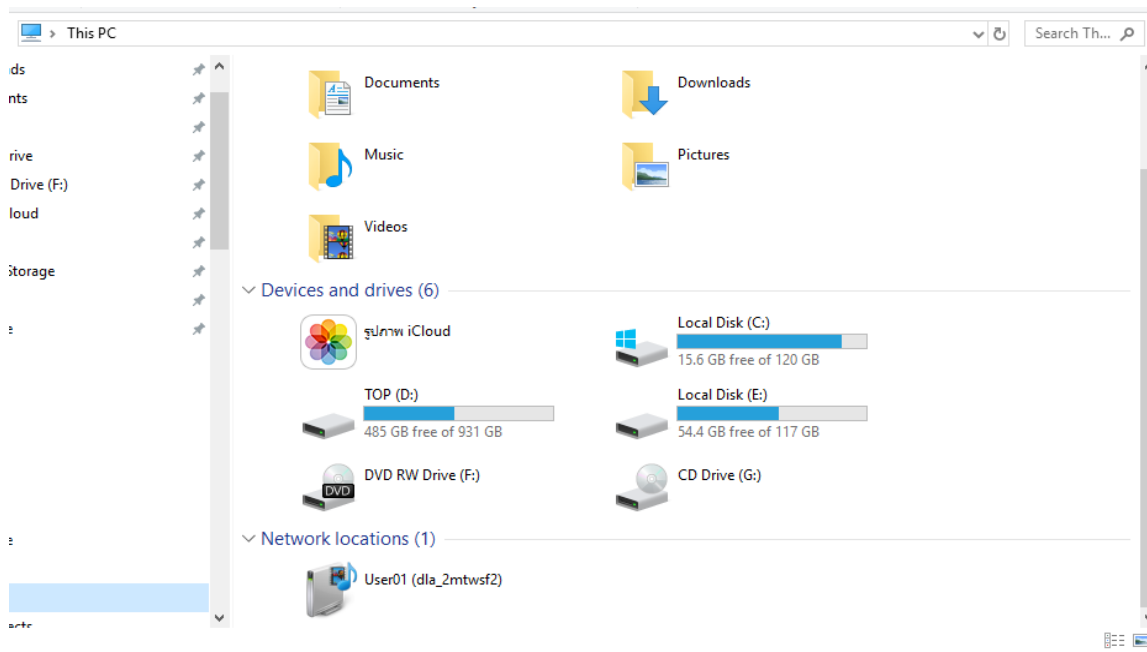 This PC
Search Th...
ds
nts
rive
Drive (F:)
loud
Storage
e
e
ects
Documents
Downloads
Music
Pictures
Videos
Devices and drives (6)
รูปภาพ iCloud
Local Disk (C:)
15.6 GB free of 120 GB
TOP (D:)
485 GB free of 931 GB
Local Disk (E:)
54.4 GB free of 117 GB
DVD RW Drive (F:)
DVD
CD Drive (G:)
Network locations (1)
User01 (dla_2mtwsf2)